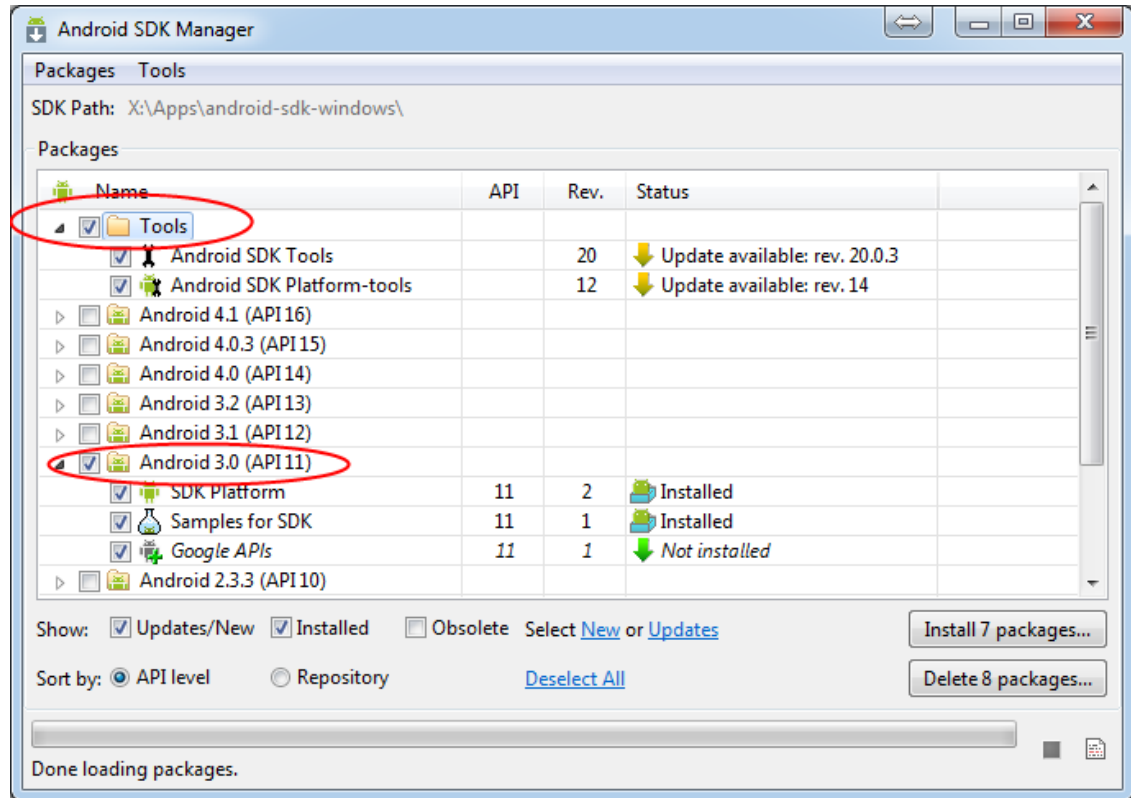 Android SDK Manager
Packages Tools
SDK Path: X:\Apps\android-sdk-windows\
Packages
Name API Rev. Status
Tools
Android SDK Tools 20 Update available: rev. 20.0.3
Android SDK Platform-tools 12 Update available: rev. 14
Android 4.1 (API 16)
Android 4.0.3 (API 15)
Android 4.0 (API 14)
Android 3.2 (API 13)
Android 3.1 (API 12)
Android 3.0 (API 11)
SDK Platform 11 2 Installed
Samples for SDK 11 1 Installed
Google APIs 11 1 Not installed
Android 2.3.3 (API 10)
Show: Updates/New Installed Obsolete Select New or Updates Install 7 packages...
Sort by: API level Repository Deselect All Delete 8 packages...
Done loading packages.